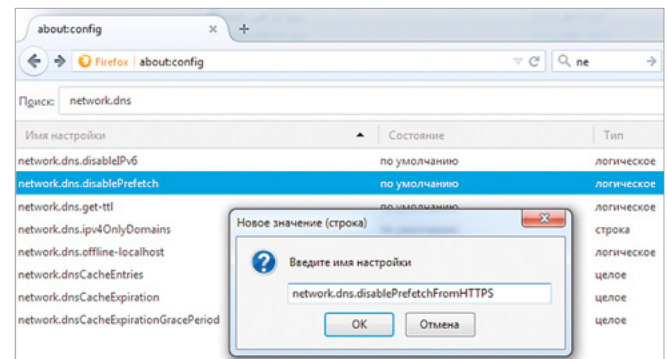 about:config
Firefox about:config
ne
Поиск: network.dns
Имя настройки Состояние Тип
network.dns.disableIPv6 по умолчанию логическое
network.dns.disablePrefetch по умолчанию логическое
network.dns.get-ttl по умолчанию логическое
network.dns.ipv4OnlyDomains строка
network.dns.offline-localhost логическое
network.dnsCacheEntries целое
network.dnsCacheExpiration целое
network.dnsCacheExpirationGracePeriod целое
Новое значение (строка)
Введите имя настройки
network.dns.disablePrefetchFromHTTPS
OK Отмена